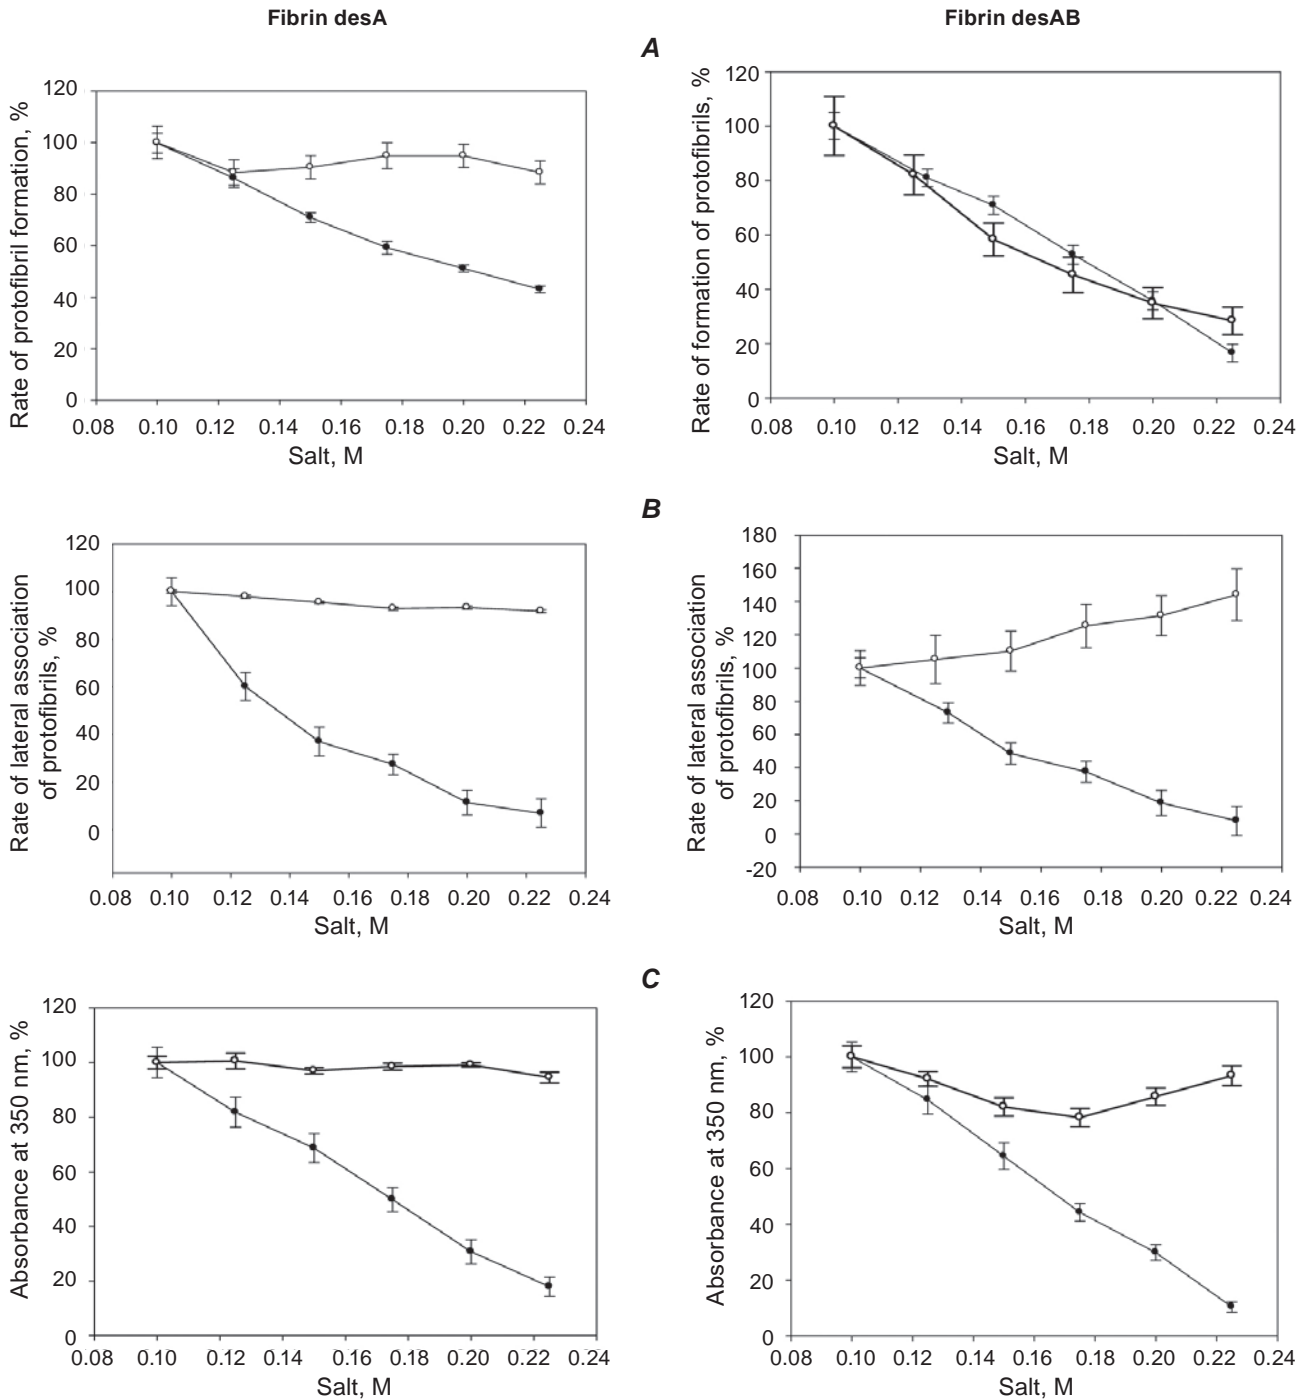 Fibrin desA
Fibrin desAB
A
Rate of protofibril formation, %
120
100
80
60
40
20
0
0.08 0.10 0.12 0.14 0.16 0.18 0.20 0.22 0.24
Salt, M
Rate of formation of protofibrils, %
120
100
80
60
40
20
0
0.08 0.10 0.12 0.14 0.16 0.18 0.20 0.22 0.24
Salt, M
B
Rate of lateral association
of protofibrils, %
120
100
80
60
40
20
0
0.08 0.10 0.12 0.14 0.16 0.18 0.20 0.22 0.24
Salt, M
Rate of lateral association
of protofibrils, %
180
160
140
120
100
80
60
40
20
0
-20
0.08 0.10 0.12 0.14 0.16 0.18 0.20 0.22 0.24
Salt, M
C
Absorbance at 350 nm, %
120
100
80
60
40
20
0
0.08 0.10 0.12 0.14 0.16 0.18 0.20 0.22 0.24
Salt, M
Absorbance at 350 nm, %
120
100
80
60
40
20
0
0.08 0.10 0.12 0.14 0.16 0.18 0.20 0.22 0.24
Salt, M